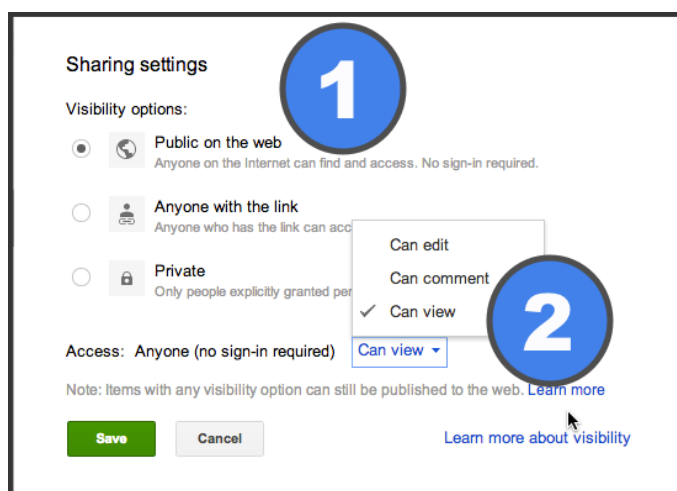 Sharing settings
1
Visibility options:
Public on the web
Anyone on the Internet can find and access. No sign-in required.
Anyone with the link
Anyone who has the link can acc
Can edit
Can comment
Private
Only people explicitly granted per
Can view
2
Access: Anyone (no sign-in required) Can view
Note: Items with any visibility option can still be published to the web. Learn more
Save Cancel Learn more about visibility